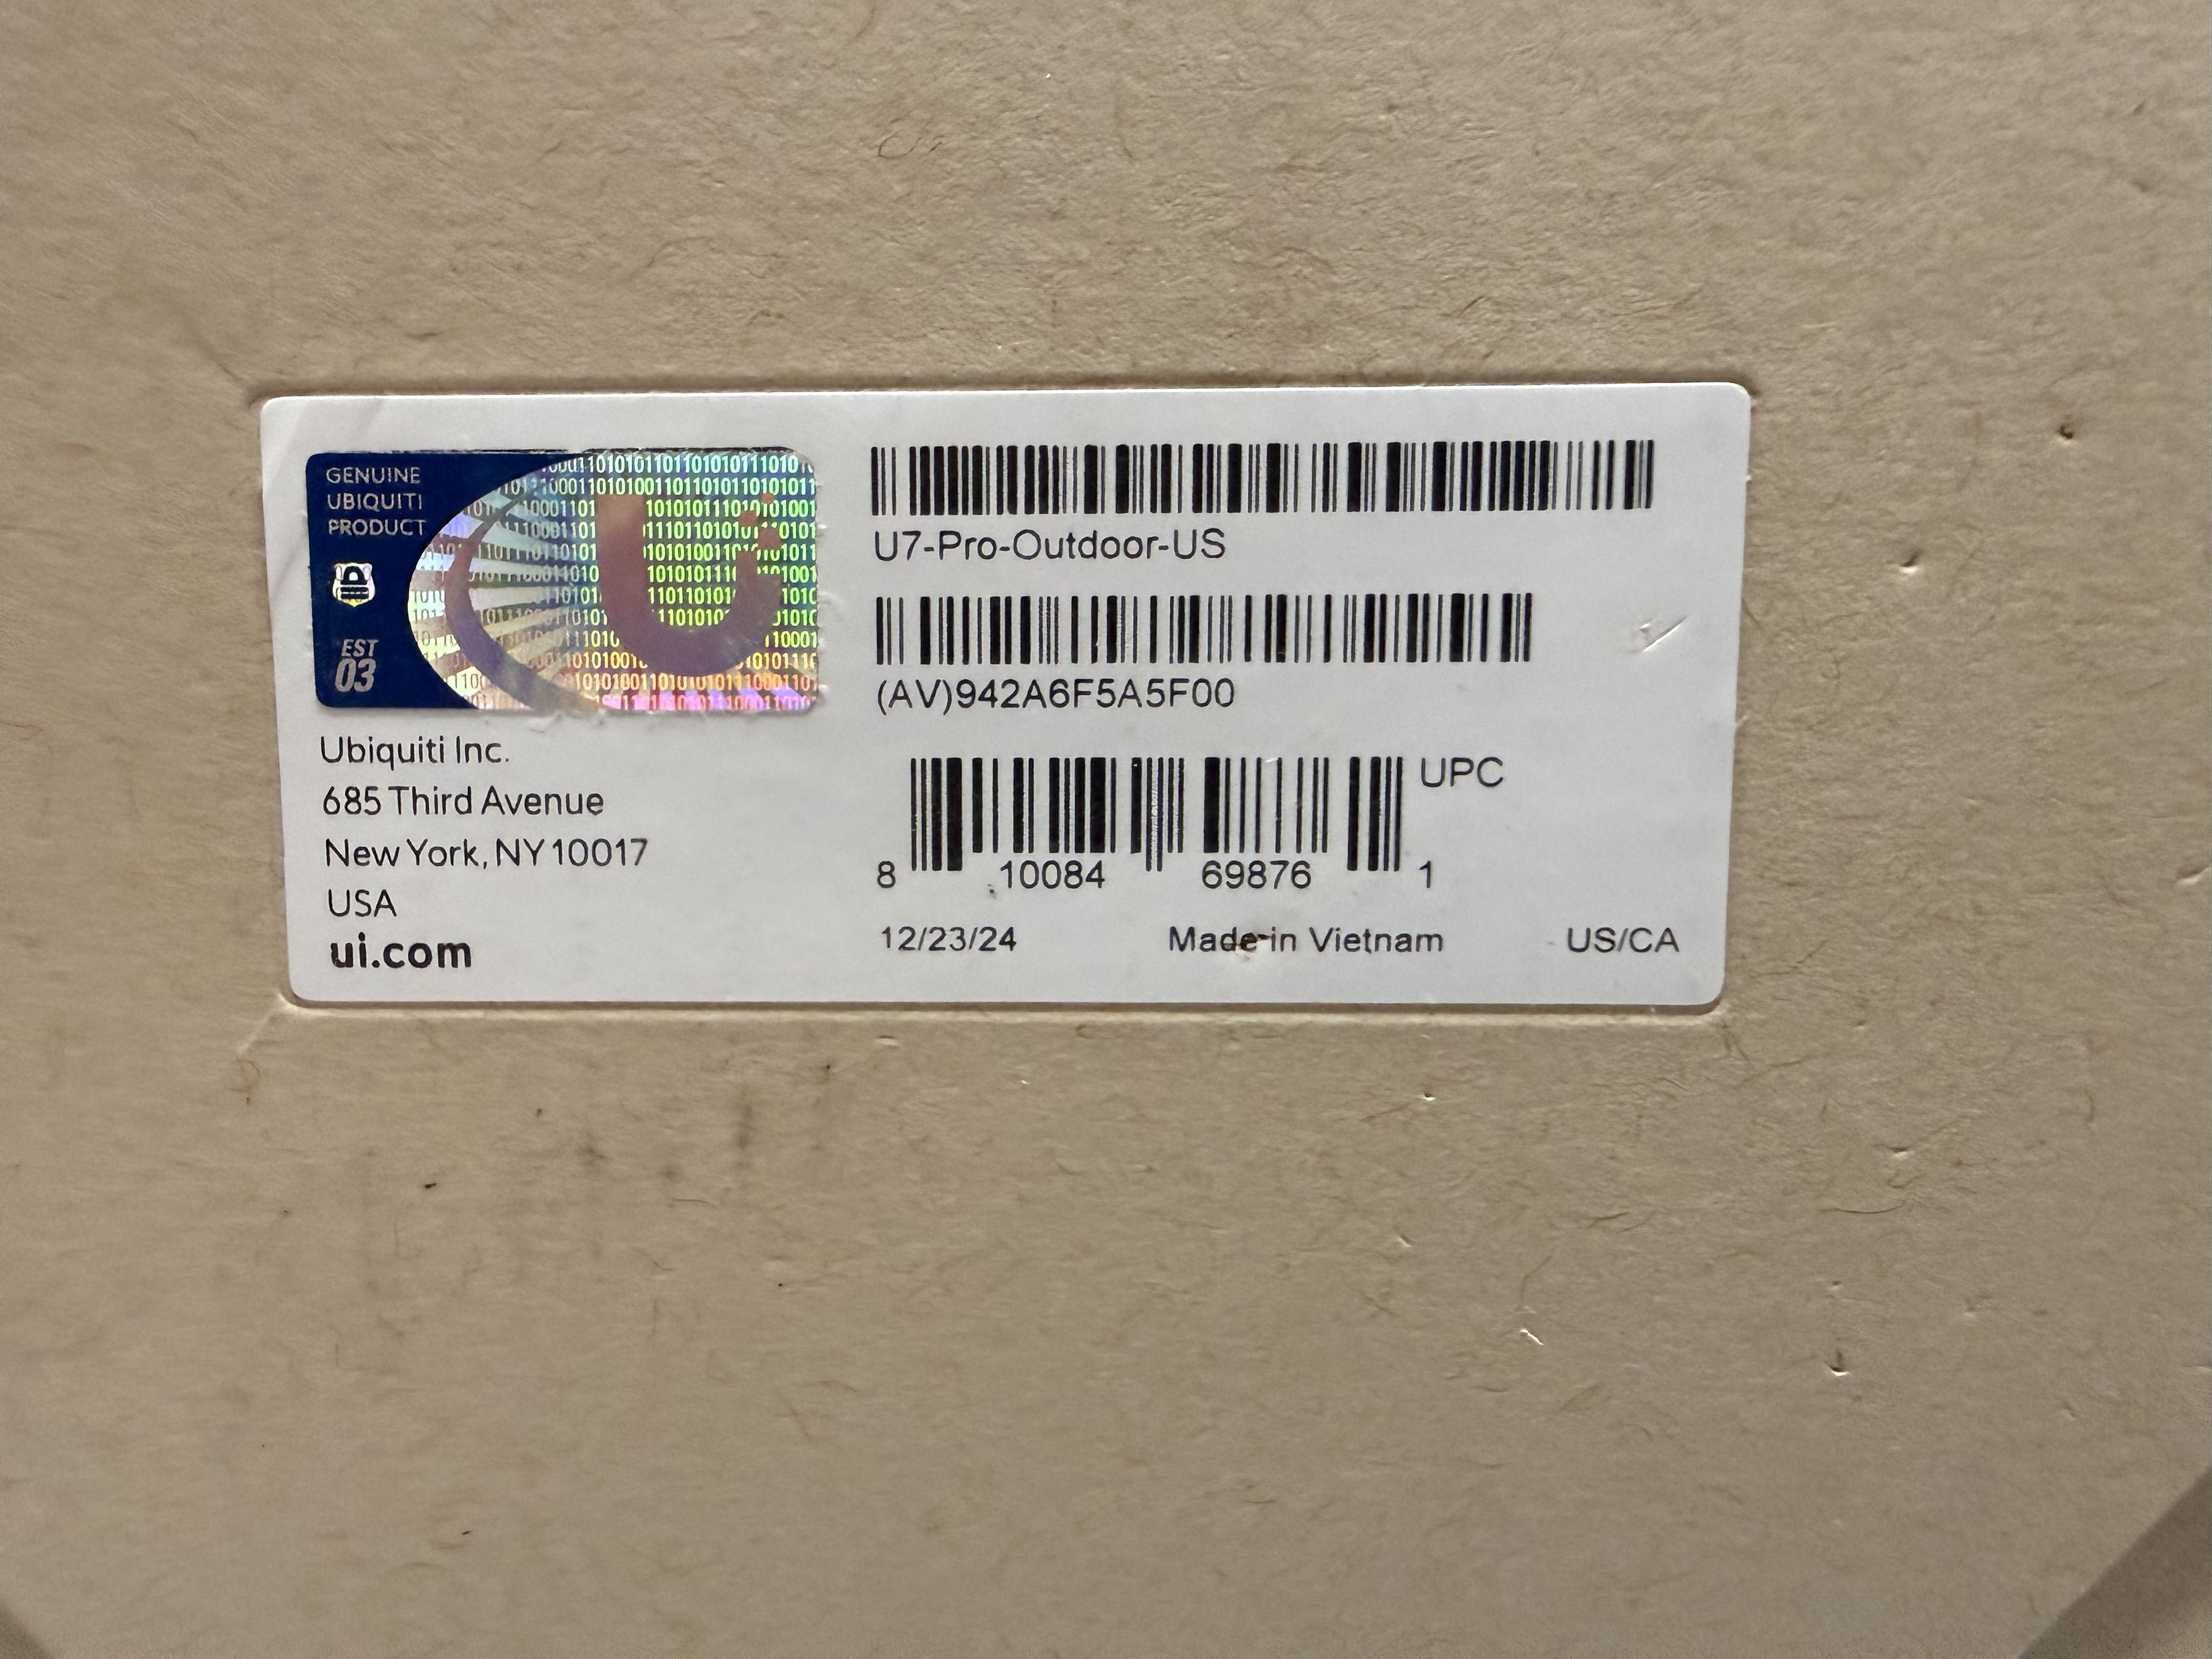 GENUINE
UBIQUITI
PRODUCT
EST
03
Ubiquiti Inc.
685 Third Avenue
New York, NY 10017
USA
ui.com
U7-Pro-Outdoor-US
(AV)942A6F5A5F00
UPC
8 10084 69876 1
12/23/24 Made in Vietnam US/CA